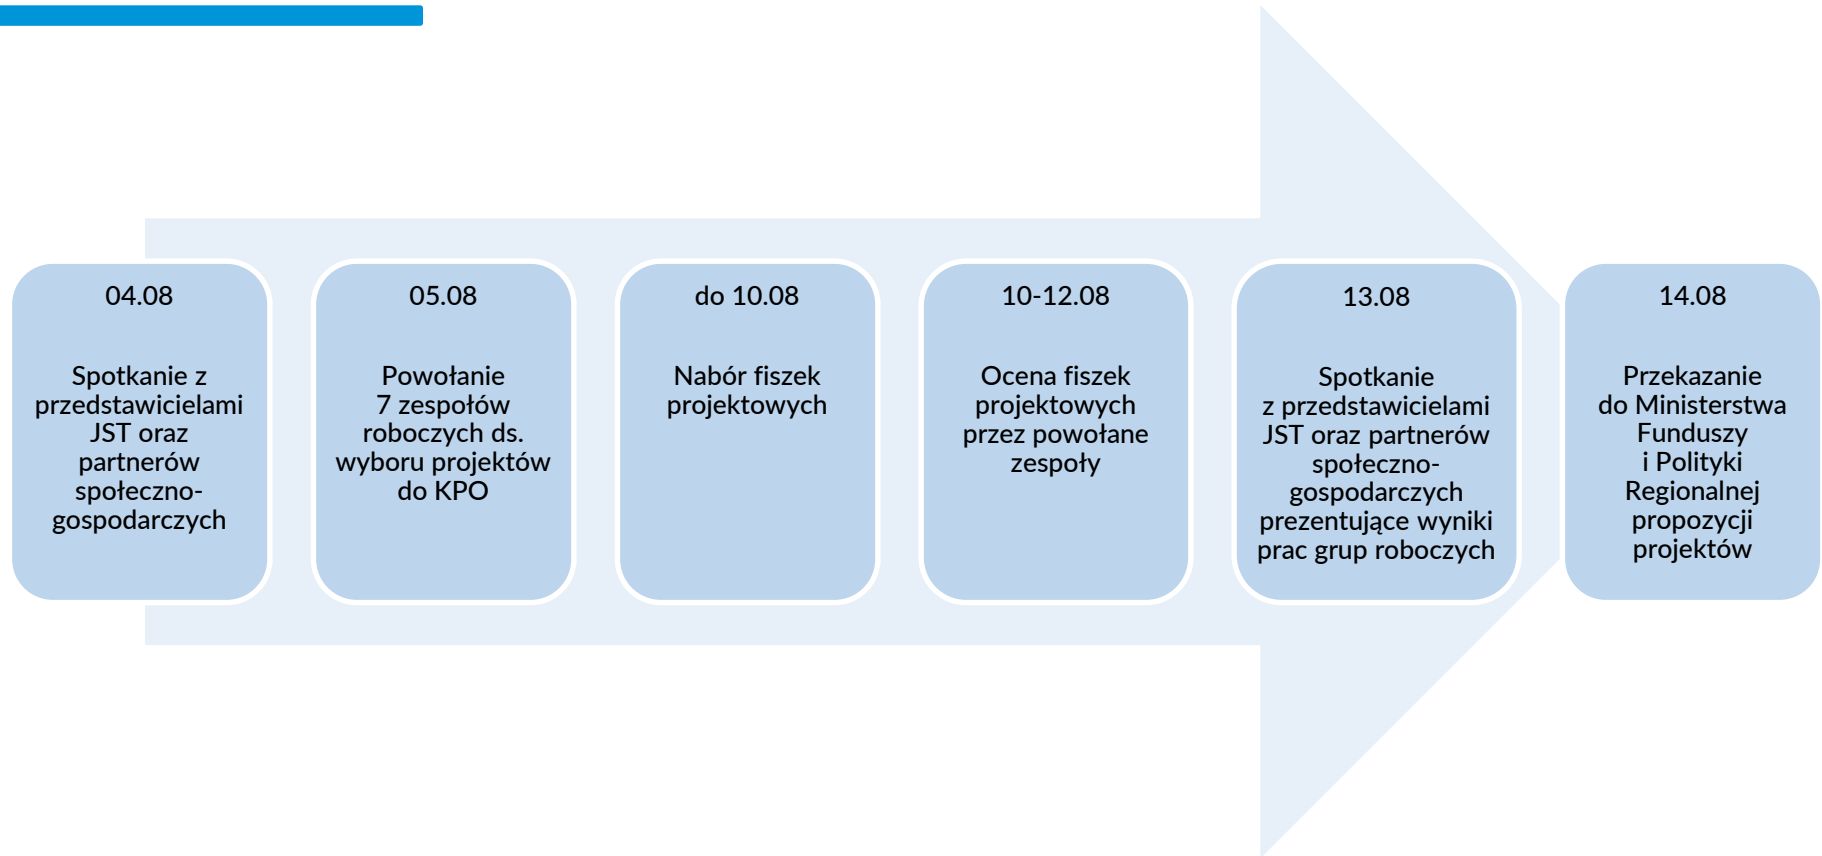 04.08
Spotkanie z
przedstawicielami
JST oraz
partnerów
społeczno-
gospodarczych
05.08
Powołanie
7 zespołów
roboczych ds.
wyboru projektów
do KPO
do 10.08
Nabór fiszek
projektowych
10-12.08
Ocena fiszek
projektowych
przez powołane
zespoły
13.08
Spotkanie
z przedstawicielami
JST oraz partnerów
społeczno-
gospodarczych
prezentujące wyniki
prac grup roboczych
14.08
Przekazanie
do Ministerstwa
Funduszy
i Polityki
Regionalnej
propozycji
projektów